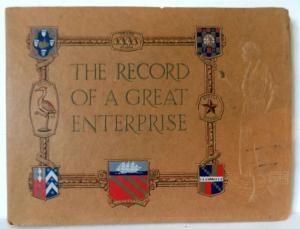 THE RECORD
OF A GREAT
ENTERPRISE